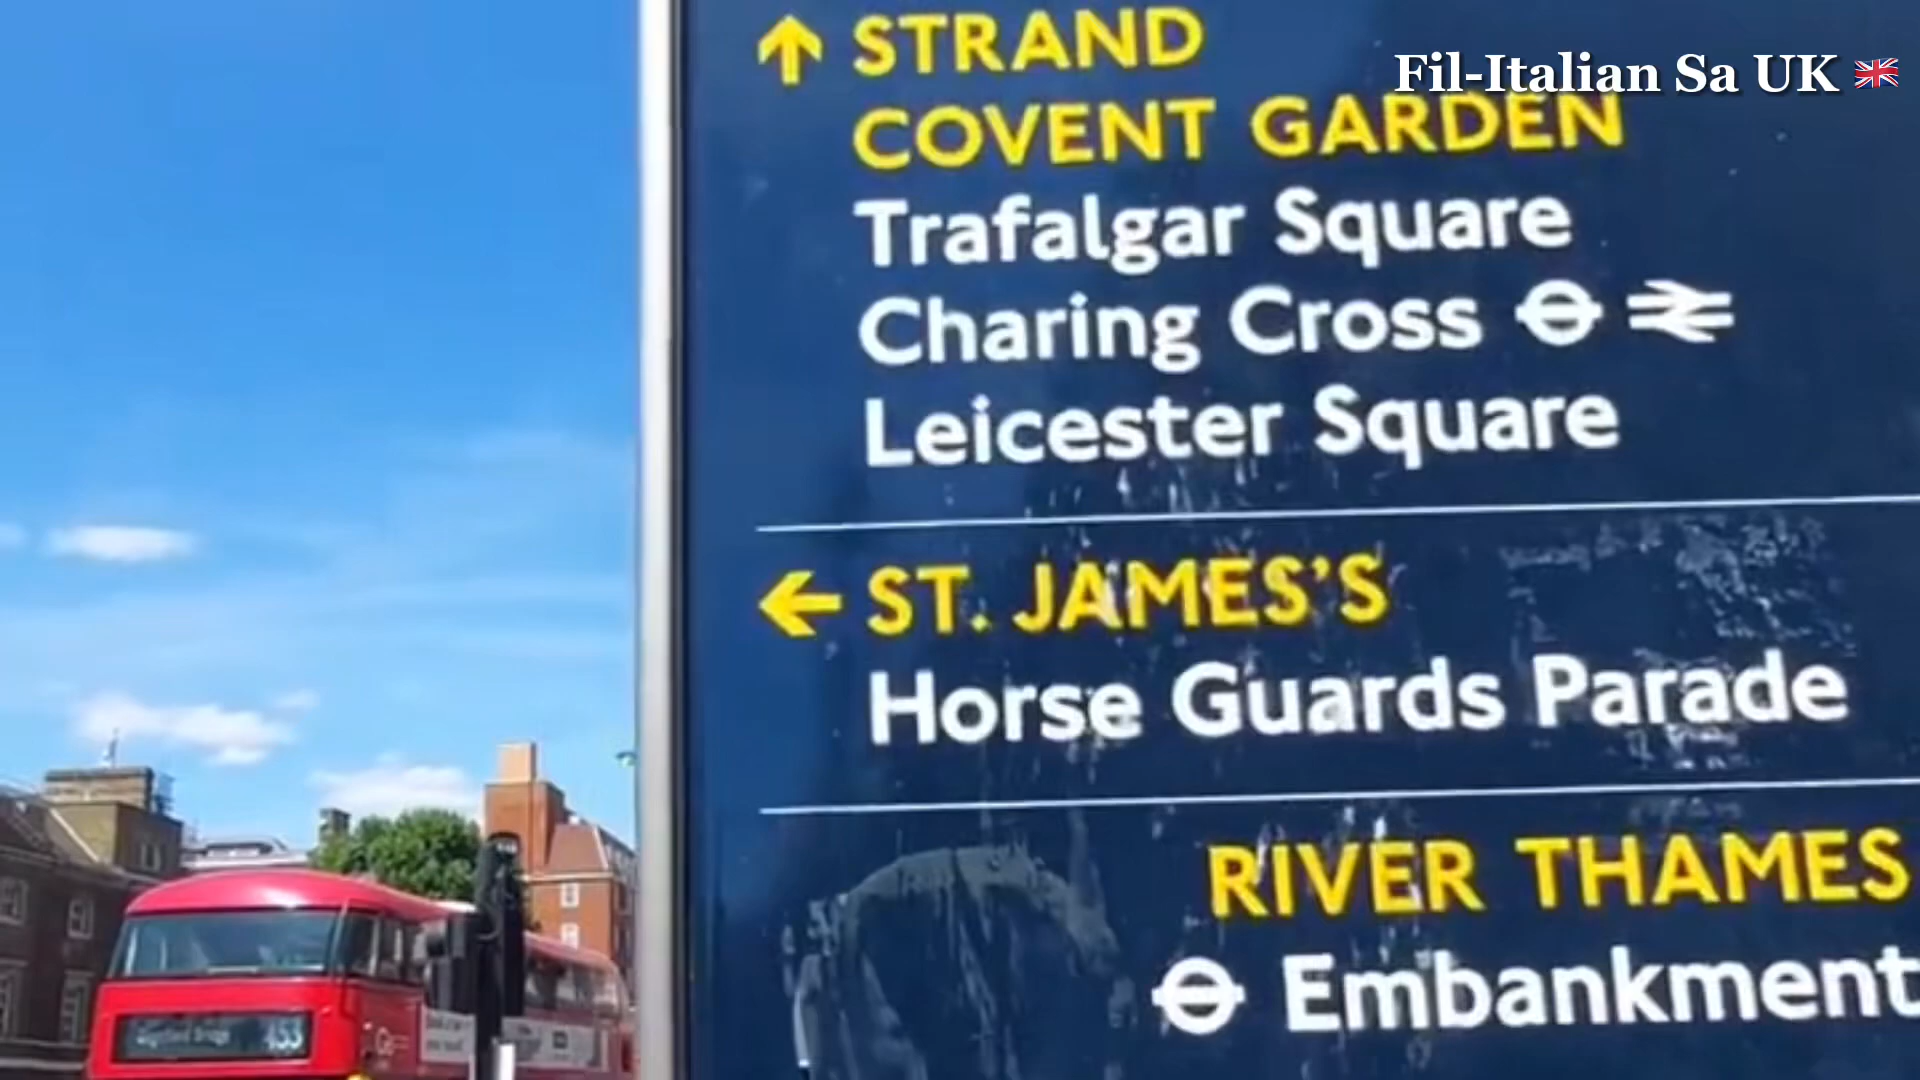 Fil-Italian Sa UK
STRAND
COVENT GARDEN
Trafalgar Square
Charing Cross
Leicester Square
ST. JAMES'S
Horse Guards Parade
RIVER THAMES
Embankment
453